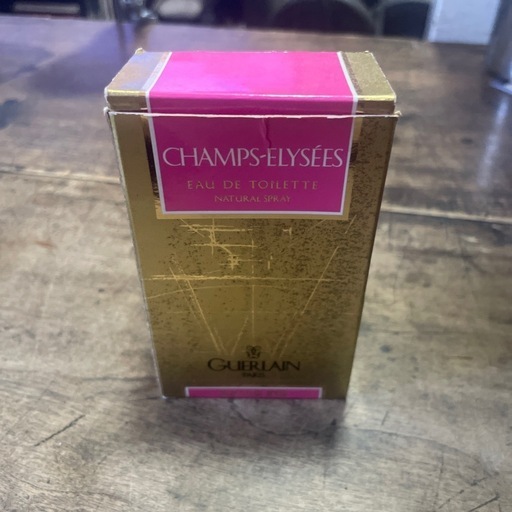 CHAMPS-ELYSÉES
EAU DE TOILETTE
NATURAL SPRAY
GUERLAIN
PARIS